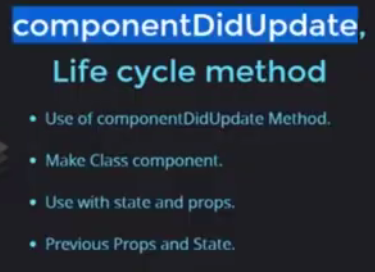 componentDidUpdate,
Life cycle method
• Use of componentDidUpdate Method.
• Make Class component.
• Use with state and props.
• Previous Props and State.